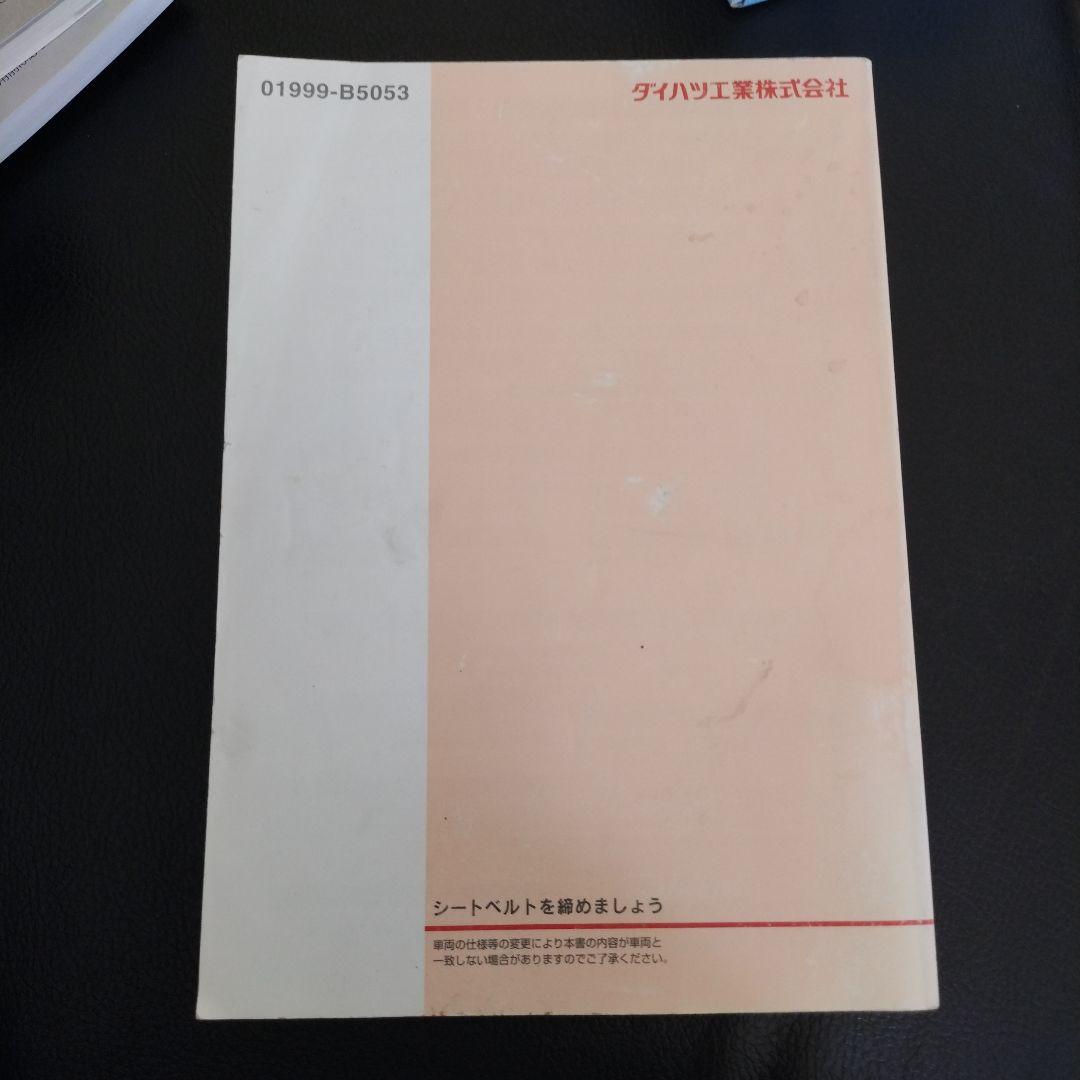 01999-B5053
ダイハツ工業株式会社
シートベルトを締めましょう
車両の仕様等の変更により本書の内容が車両と
一致しない場合がありますのでご了承ください。